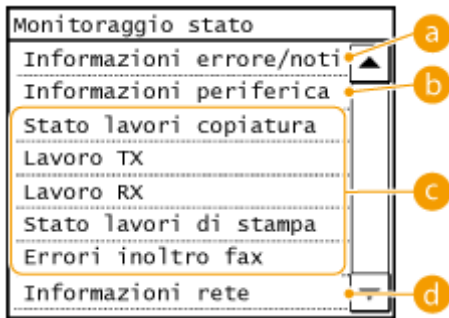 Monitoraggio stato
Informazioni errore/noti a
Informazioni periferica b
Stato lavori copiatura
Lavoro TX
Lavoro RX c
Stato lavori di stampa
Errori inoltro fax
Informazioni rete d